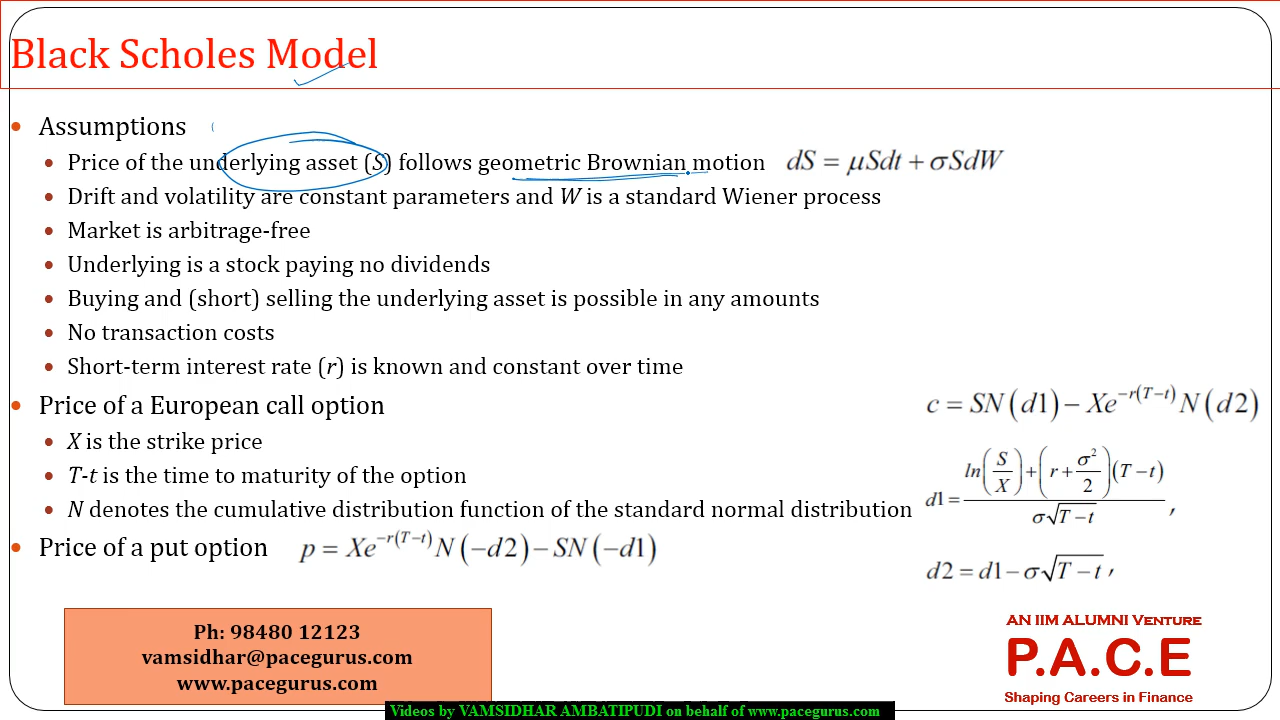 Black Scholes Model
• Assumptions
• Price of the underlying asset (S) follows geometric Brownian motion dS = μSdt + σSdW
• Drift and volatility are constant parameters and W is a standard Wiener process
• Market is arbitrage-free
• Underlying is a stock paying no dividends
• Buying and (short) selling the underlying asset is possible in any amounts
• No transaction costs
• Short-term interest rate (r) is known and constant over time
• Price of a European call option c = SN(d1) − Xe^{−r(T−t)}N(d2)
• X is the strike price
• T-t is the time to maturity of the option
• N denotes the cumulative distribution function of the standard normal distribution
d1 = (ln(S/X) + (r + σ²/2)(T − t)) / (σ√(T − t)) ,
• Price of a put option p = Xe^{−r(T−t)}N(−d2) − SN(−d1)
d2 = d1 − σ√(T − t) ,
Ph: 98480 12123
vamsidhar@pacegurus.com
www.pacegurus.com
AN IIM ALUMNI VENTURE
P.A.C.E
Shaping Careers in Finance
Videos by VAMSIDHAR AMBATIPUDI on behalf of www.pacegurus.com